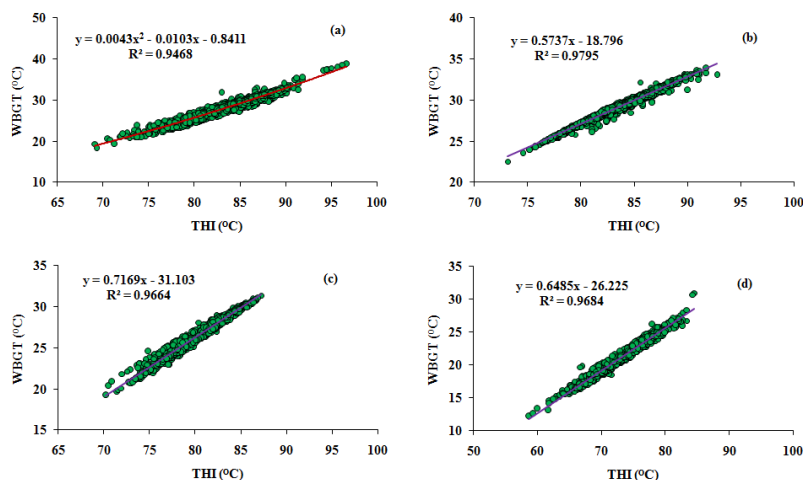 y = 0.0043x² - 0.0103x - 0.8411
R² = 0.9468
(a)
WBGT (°C)
50
40
30
20
10
65 70 75 80 85 90 95 100
THI (°C)
y = 0.5737x - 18.796
R² = 0.9795
(b)
WBGT (°C)
40
35
30
25
20
70 75 80 85 90 95 100
THI (°C)
y = 0.7169x - 31.103
R² = 0.9664
(c)
WBGT (°C)
35
30
25
20
15
65 70 75 80 85 90 95 100
THI (°C)
y = 0.6485x - 26.225
R² = 0.9684
(d)
WBGT (°C)
35
30
25
20
15
10
50 60 70 80 90 100
THI (°C)